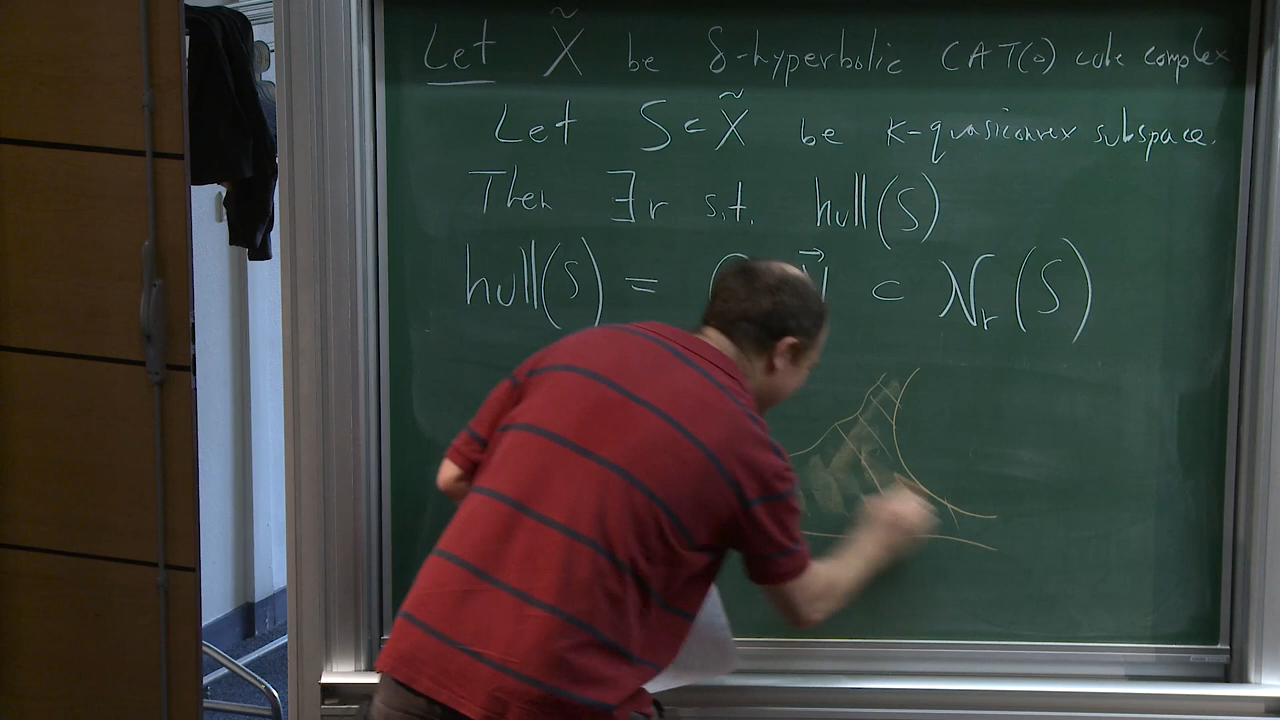 Let X̃ be δ-hyperbolic CAT(0) cube complex
Let S ⊂ X̃ be K-quasiconvex subspace.
Then ∃r s.t. hull(S)
hull(S) = ⊂ 𝒩r(S)